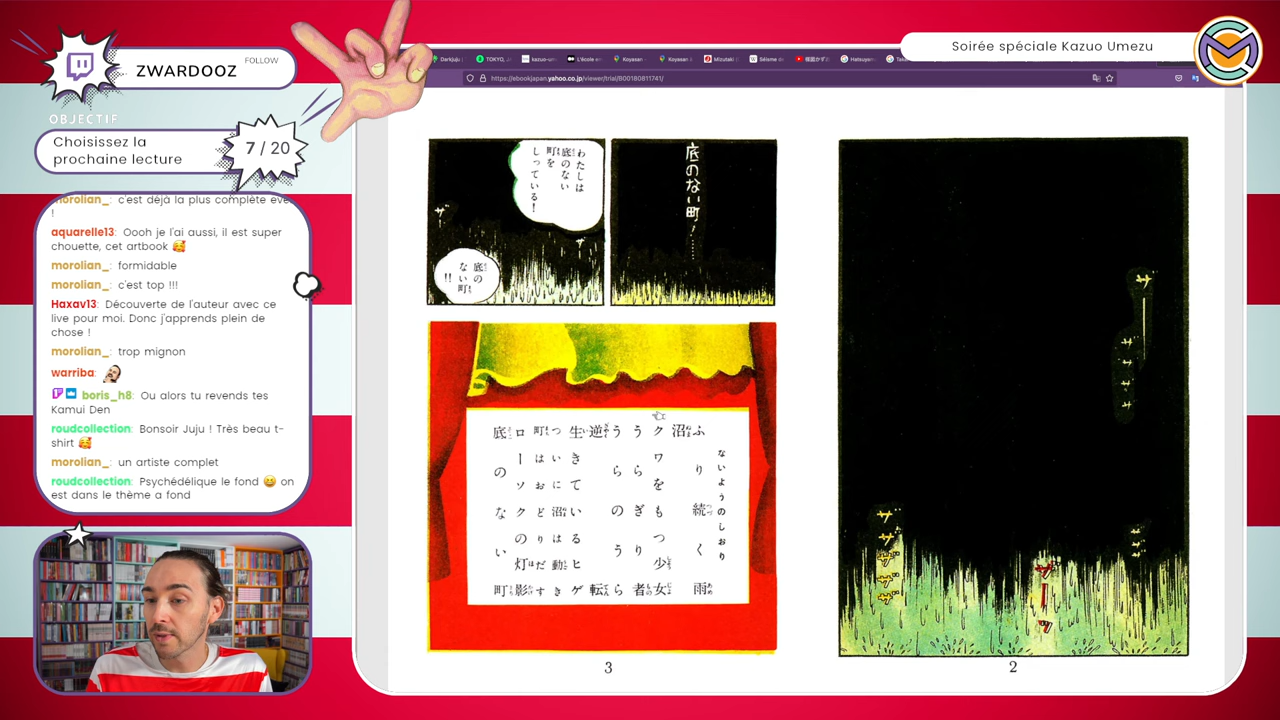 Soirée spéciale Kazuo Umezu
ZWARDOOZ
FOLLOW
OBJECTIF
Choisissez la
prochaine lecture
7 / 20
morolian_: c'est déjà la plus complète eve
!
aquarelle13: Oooh je l'ai aussi, il est super
chouette, cet artbook 🥰
morolian_: formidable
morolian_: c'est top !!!
Haxav13: Découverte de l'auteur avec ce
live pour moi. Donc j'apprends plein de
chose !
morolian_: trop mignon
warriba:
boris_h8: Ou alors tu revends tes
Kamui Den
roudcollection: Bonsoir Juju ! Très beau t-
shirt 🥰
morolian_: un artiste complet
roudcollection: Psychédélique le fond 😄 on
est dans le thème a fond
https://ebookjapan.yahoo.co.jp/viewer/trial/B00180811741/
サ
ササザザザ
ザーッ
2
底のない町！……
わたしは
底のない
町を
しっている！
ザ
底の
ない町
!!
ないようのしおり
ふり続く雨
沼
クワをもつ少女
うらぎり者
うらのうら
逆転
生きているヒゲ
ついに沼は動き
町はおどりだす
ローソクの灯影
底のない町
3